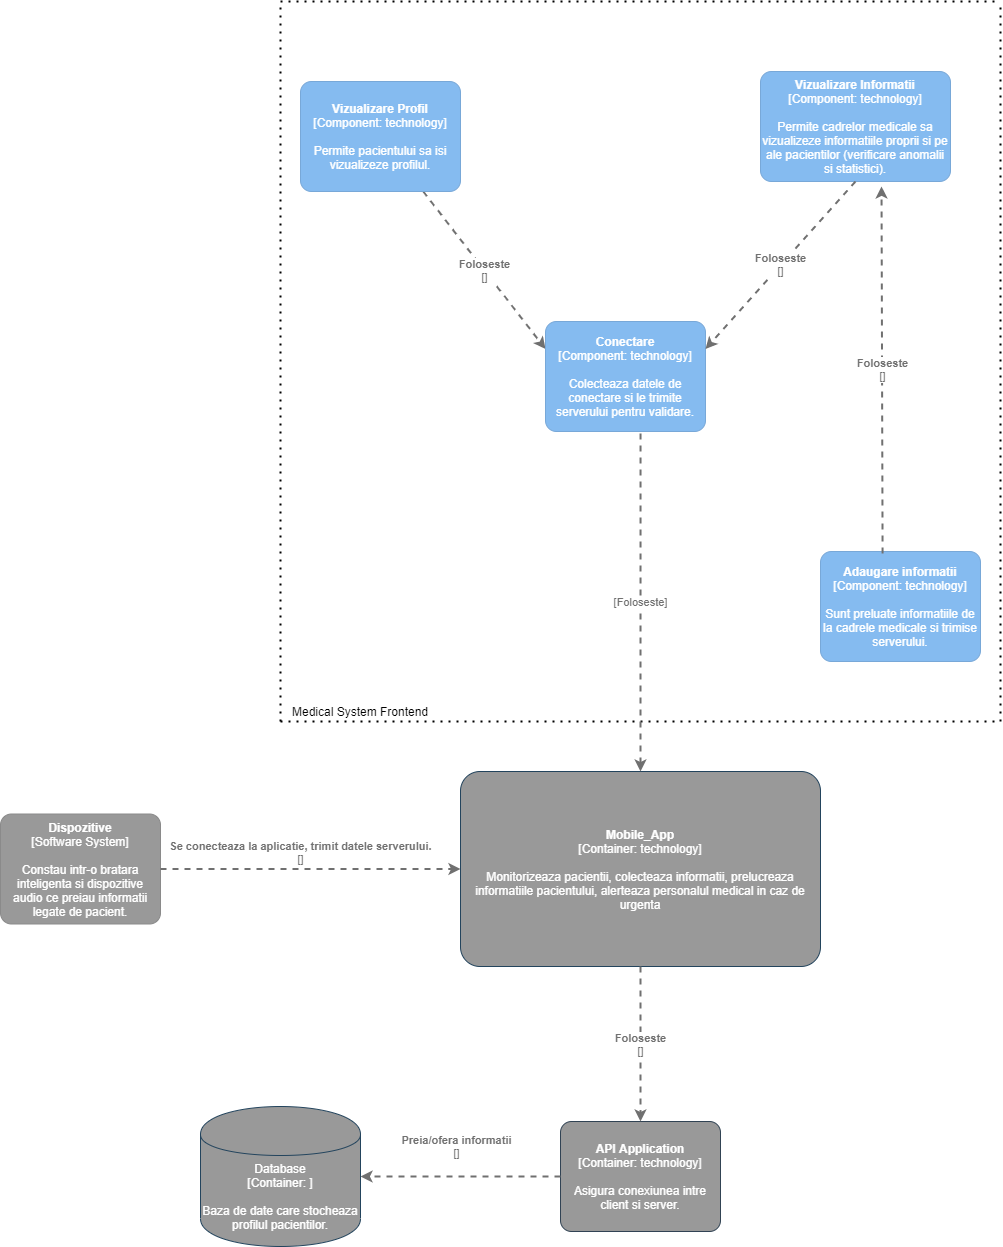 Vizualizare Profil
[Component: technology]
Permite pacientului sa isi
vizualizeze profilul.
Vizualizare Informatii
[Component: technology]
Permite cadrelor medicale sa
vizualizeze informatiile proprii si pe
ale pacientilor (verificare anomalii
si statistici).
Foloseste
[]
Foloseste
[]
Conectare
[Component: technology]
Colecteaza datele de
conectare si le trimite
serverului pentru validare.
Foloseste
[]
Adaugare informatii
[Component: technology]
Sunt preluate informatiile de
la cadrele medicale si trimise
serverului.
[Foloseste]
Medical System Frontend
Dispozitive
[Software System]
Constau intr-o bratara
inteligenta si dispozitive
audio ce preiau informatii
legate de pacient.
Se conecteaza la aplicatie, trimit datele serverului.
[]
Mobile_App
[Container: technology]
Monitorizeaza pacientii, colecteaza informatii, prelucreaza
informatiile pacientului, alerteaza personalul medical in caz de
urgenta
Foloseste
[]
Database
[Container: ]
Baza de date care stocheaza
profilul pacientilor.
Preia/ofera informatii
[]
API Application
[Container: technology]
Asigura conexiunea intre
client si server.